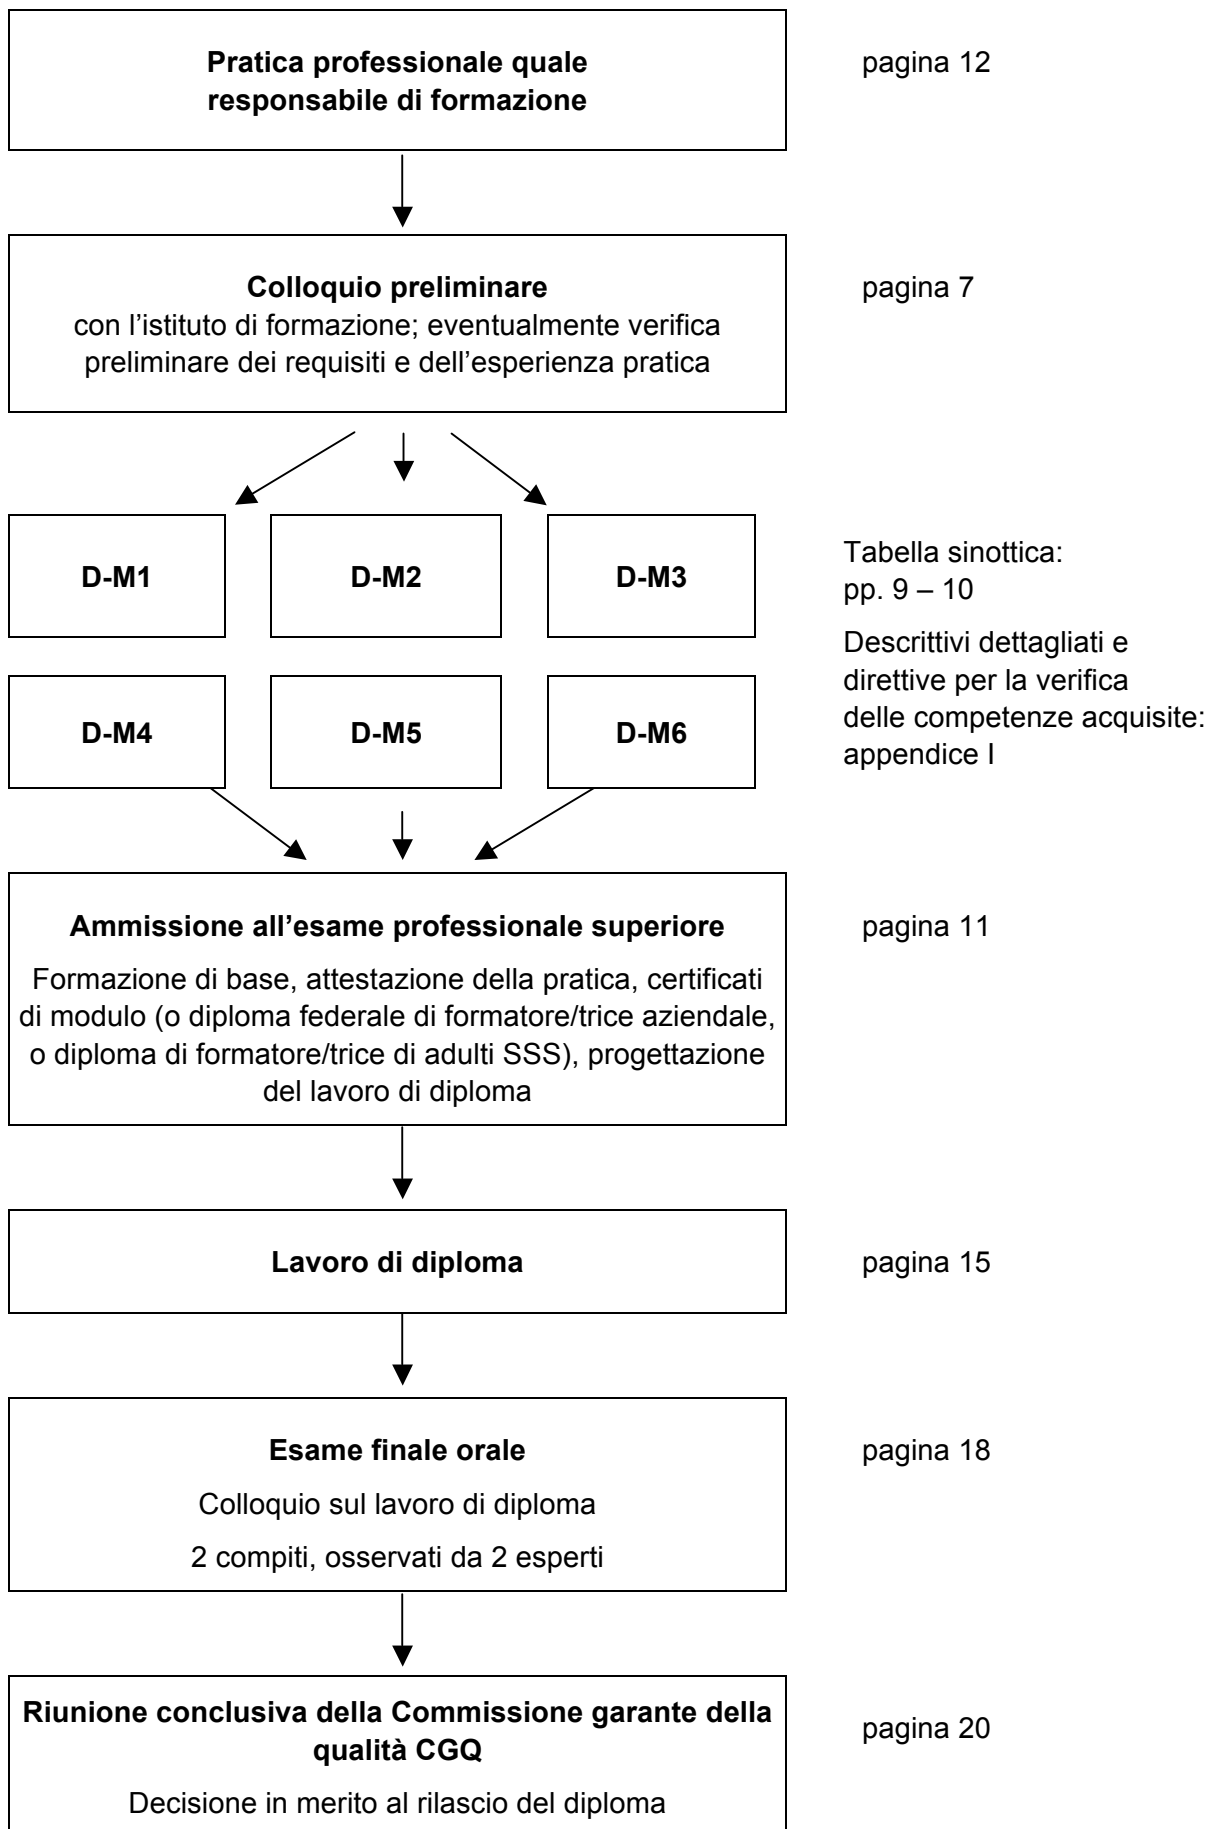 Pratica professionale quale
responsabile di formazione
pagina 12
Colloquio preliminare
con l’istituto di formazione; eventualmente verifica
preliminare dei requisiti e dell’esperienza pratica
pagina 7
D-M1
D-M2
D-M3
Tabella sinottica:
pp. 9 – 10
Descrittivi dettagliati e
direttive per la verifica
delle competenze acquisite:
appendice I
D-M4
D-M5
D-M6
Ammissione all’esame professionale superiore
pagina 11
Formazione di base, attestazione della pratica, certificati
di modulo (o diploma federale di formatore/trice aziendale,
o diploma di formatore/trice di adulti SSS), progettazione
del lavoro di diploma
Lavoro di diploma
pagina 15
Esame finale orale
pagina 18
Colloquio sul lavoro di diploma
2 compiti, osservati da 2 esperti
Riunione conclusiva della Commissione garante della
qualità CGQ
pagina 20
Decisione in merito al rilascio del diploma